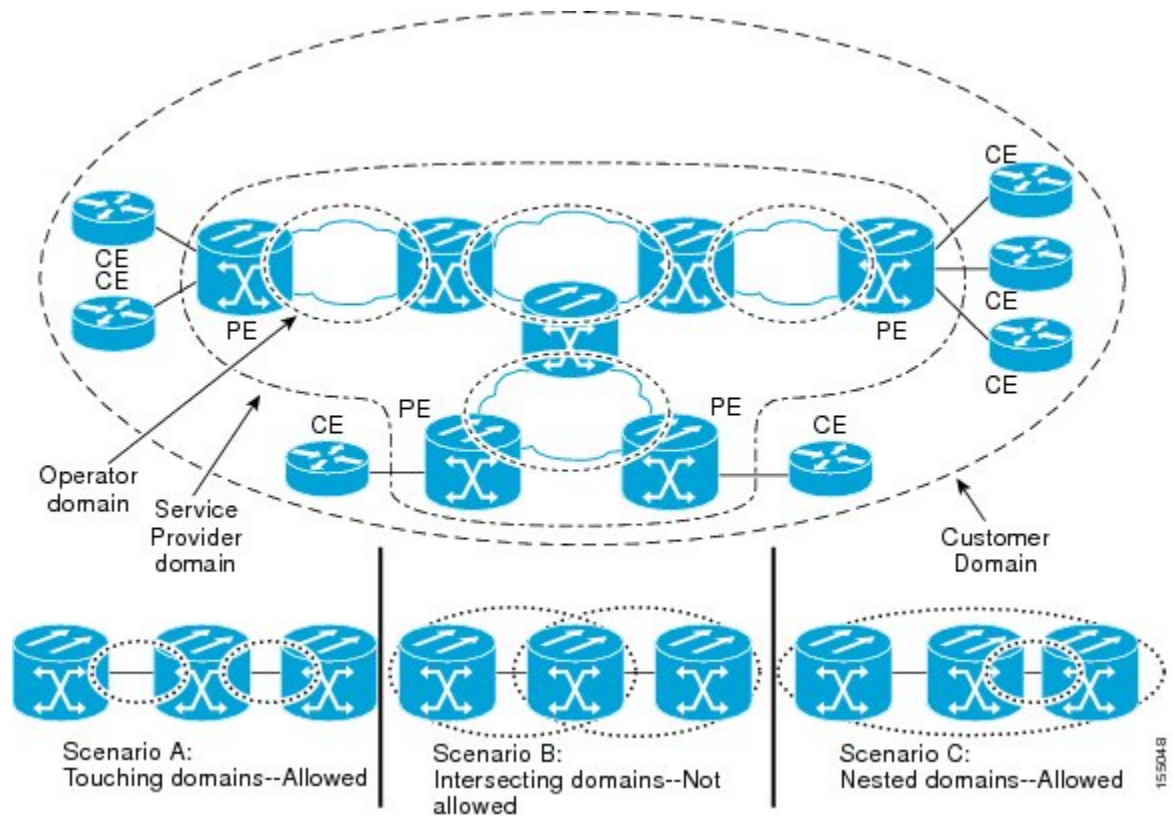 CE
CE
CE
PE
PE
CE
CE
PE
PE
CE
CE
Operator
domain
Service
Provider
domain
Customer
Domain
Scenario A:
Touching domains--Allowed
Scenario B:
Intersecting domains--Not
allowed
Scenario C:
Nested domains--Allowed
155048